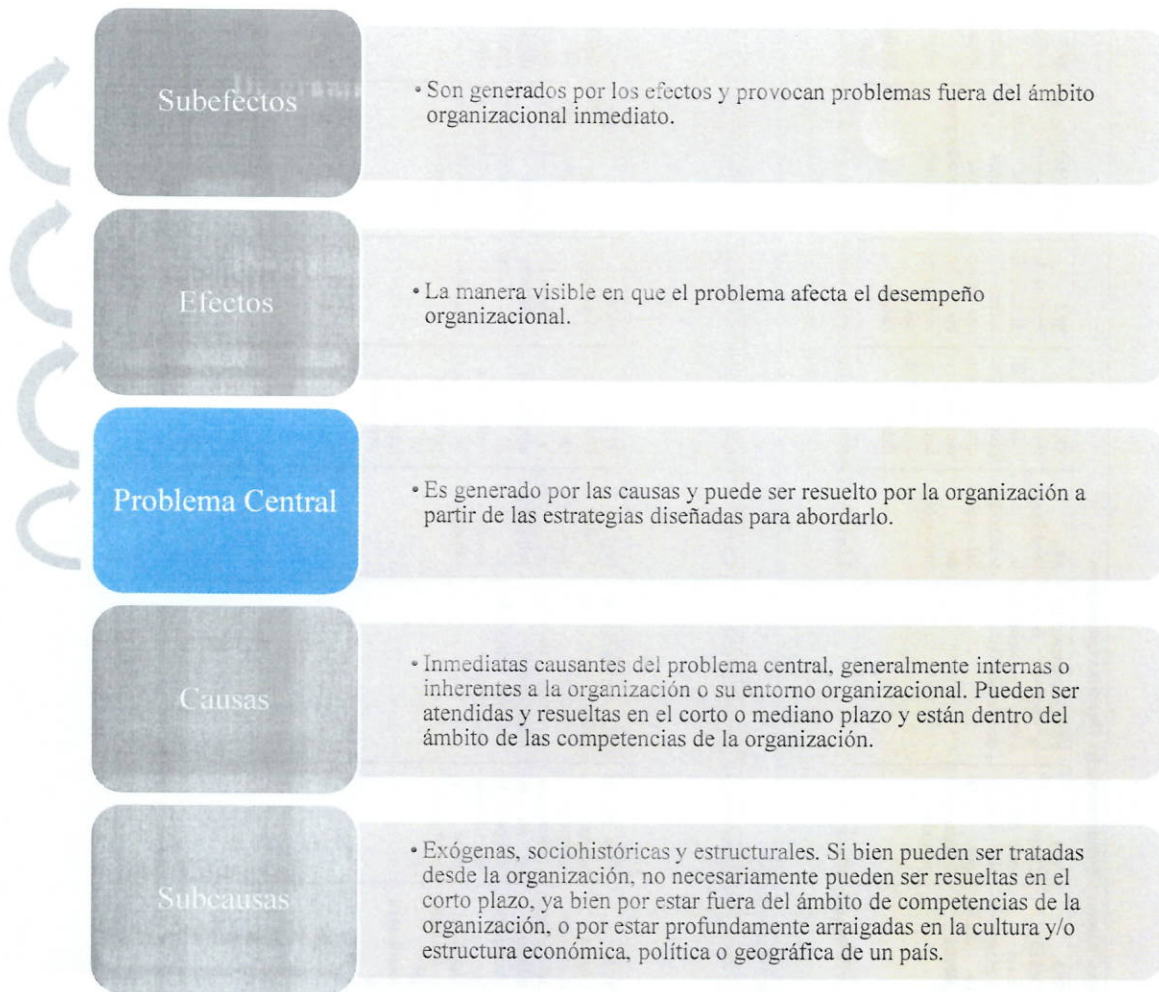 Subefectos
• Son generados por los efectos y provocan problemas fuera del ámbito
organizacional inmediato.
Efectos
• La manera visible en que el problema afecta el desempeño
organizacional.
Problema Central
• Es generado por las causas y puede ser resuelto por la organización a
partir de las estrategias diseñadas para abordarlo.
Causas
• Inmediatas causantes del problema central, generalmente internas o
inherentes a la organización o su entorno organizacional. Pueden ser
atendidas y resueltas en el corto o mediano plazo y están dentro del
ámbito de las competencias de la organización.
Subcausas
• Exógenas, sociohistóricas y estructurales. Si bien pueden ser tratadas
desde la organización, no necesariamente pueden ser resueltas en el
corto plazo, ya bien por estar fuera del ámbito de competencias de la
organización, o por estar profundamente arraigadas en la cultura y/o
estructura económica, política o geográfica de un país.